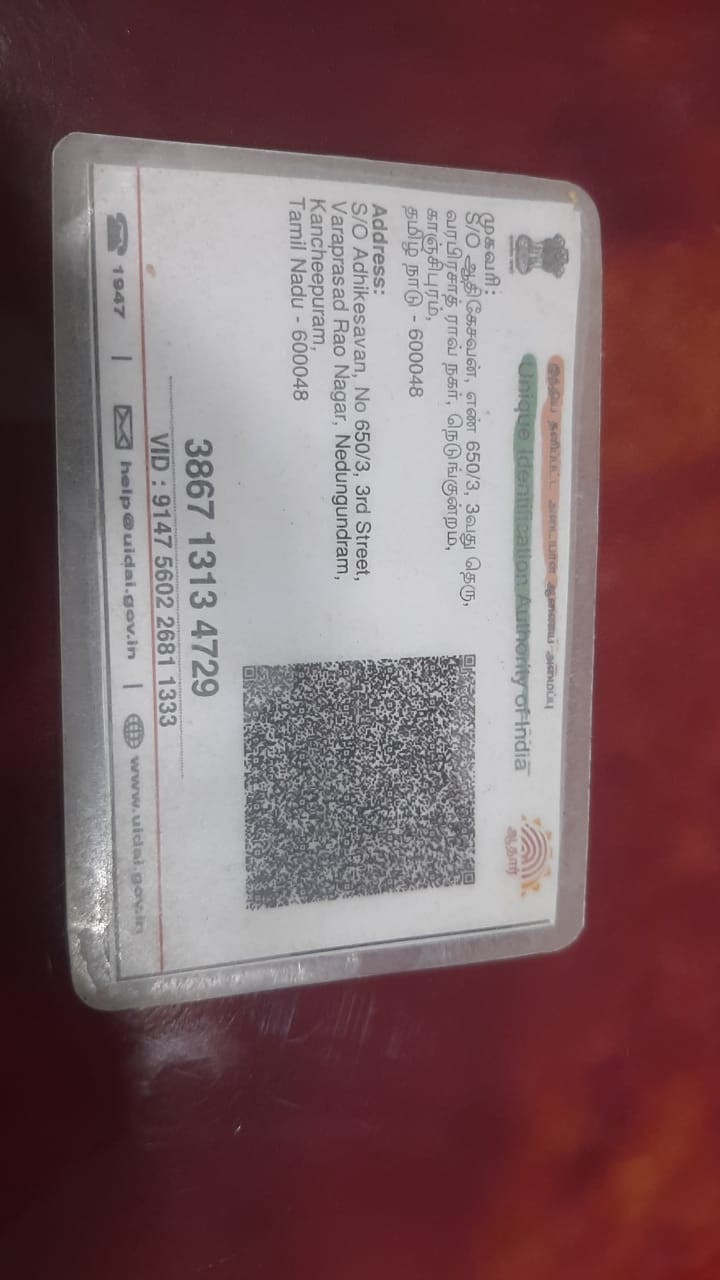 Unique Identification Authority of India
ஆதார்
முகவரி:
S/O ஆதிகேசவன், எண் 650/3, 3வது தெரு,
வரபிரசாத் ராவ் நகர், நெடுங்குன்றம்,
காஞ்சிபுரம்,
தமிழ் நாடு - 600048
Address:
S/O Adhikesavan, No 650/3, 3rd Street,
Varaprasad Rao Nagar, Nedungundram,
Kancheepuram,
Tamil Nadu - 600048
3867 1313 4729
VID : 9147 5602 2681 1333
1947 | help@uidai.gov.in | www.uidai.gov.in